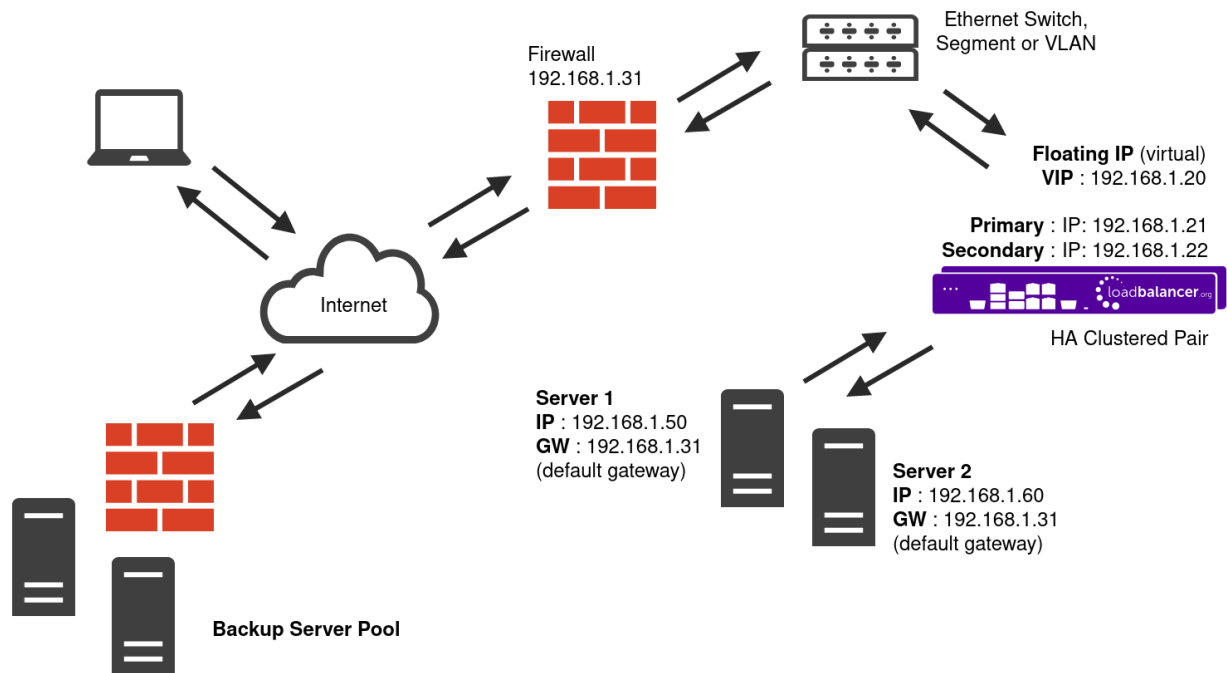 Ethernet Switch,
Segment or VLAN
Firewall
192.168.1.31
Floating IP (virtual)
VIP : 192.168.1.20
Primary : IP: 192.168.1.21
Secondary : IP: 192.168.1.22
loadbalancer.org
HA Clustered Pair
Internet
Server 1
IP : 192.168.1.50
GW : 192.168.1.31
(default gateway)
Server 2
IP : 192.168.1.60
GW : 192.168.1.31
(default gateway)
Backup Server Pool